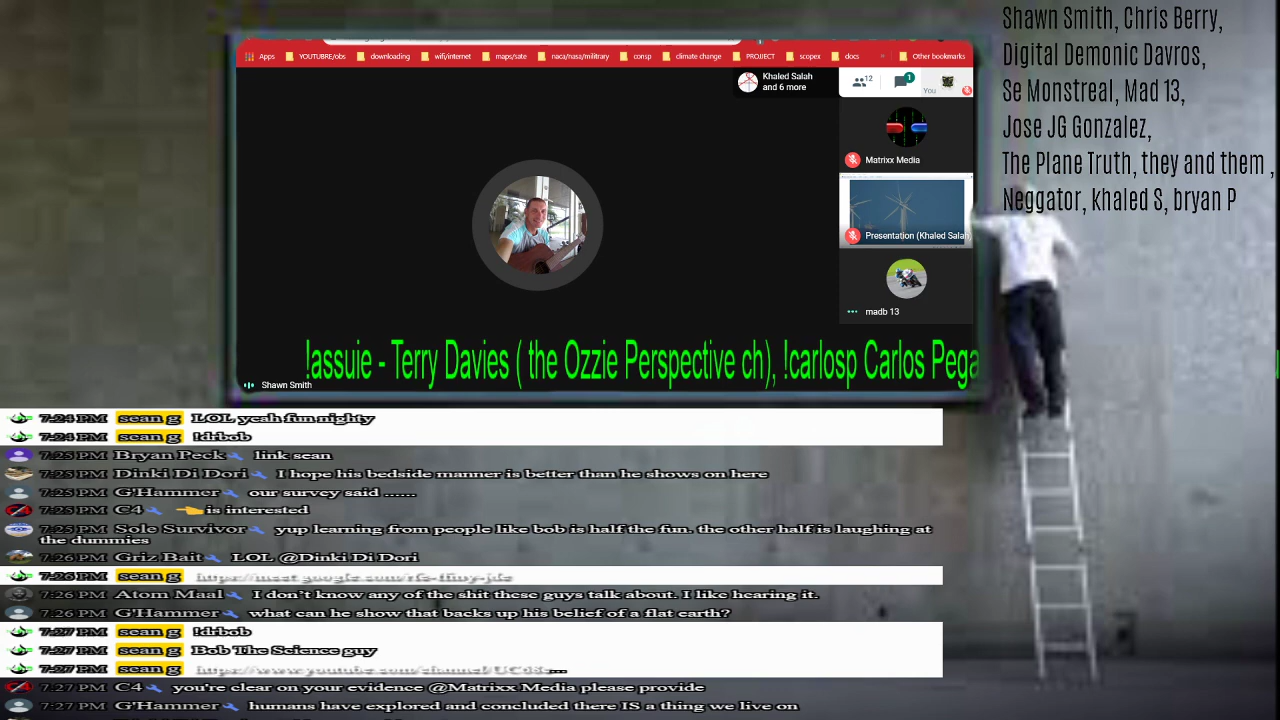 Shawn Smith, Chris Berry,
Digital Demonic Davros,
Se Monstreal, Mad 13,
Jose JG Gonzalez,
The Plane Truth, they and them ,
Neggator, khaled S, bryan P
Apps YOUTUBRE/obs downloading wifi/internet maps/sate naca/nasa/militrary consp climate change PROJECT scopex docs Other bookmarks
Khaled Salah
and 6 more
12
1
You
Matrixx Media
Presentation (Khaled Salah
madb 13
!assuie - Terry Davies ( the Ozzie Perspective ch), !carlosp Carlos Pega
Shawn Smith
7:24 PM sean g LOL yeah fun nighty
7:24 PM sean g !drbob
7:25 PM Bryan Peck link sean
7:25 PM Dinki Di Dori I hope his bedside manner is better than he shows on here
7:25 PM G'Hammer our survey said ......
7:25 PM C4 👉 is interested
7:25 PM Sole Survivor yup learning from people like bob is half the fun. the other half is laughing at
the dummies
7:26 PM Griz Bait LOL @Dinki Di Dori
7:26 PM sean g
7:26 PM Atom Maal I don't know any of the shit these guys talk about. I like hearing it.
7:26 PM G'Hammer what can he show that backs up his belief of a flat earth?
7:27 PM sean g !drbob
7:27 PM sean g Bob The Science guy
7:27 PM sean g
7:27 PM C4 you're clear on your evidence @Matrixx Media please provide
7:27 PM G'Hammer humans have explored and concluded there IS a thing we live on